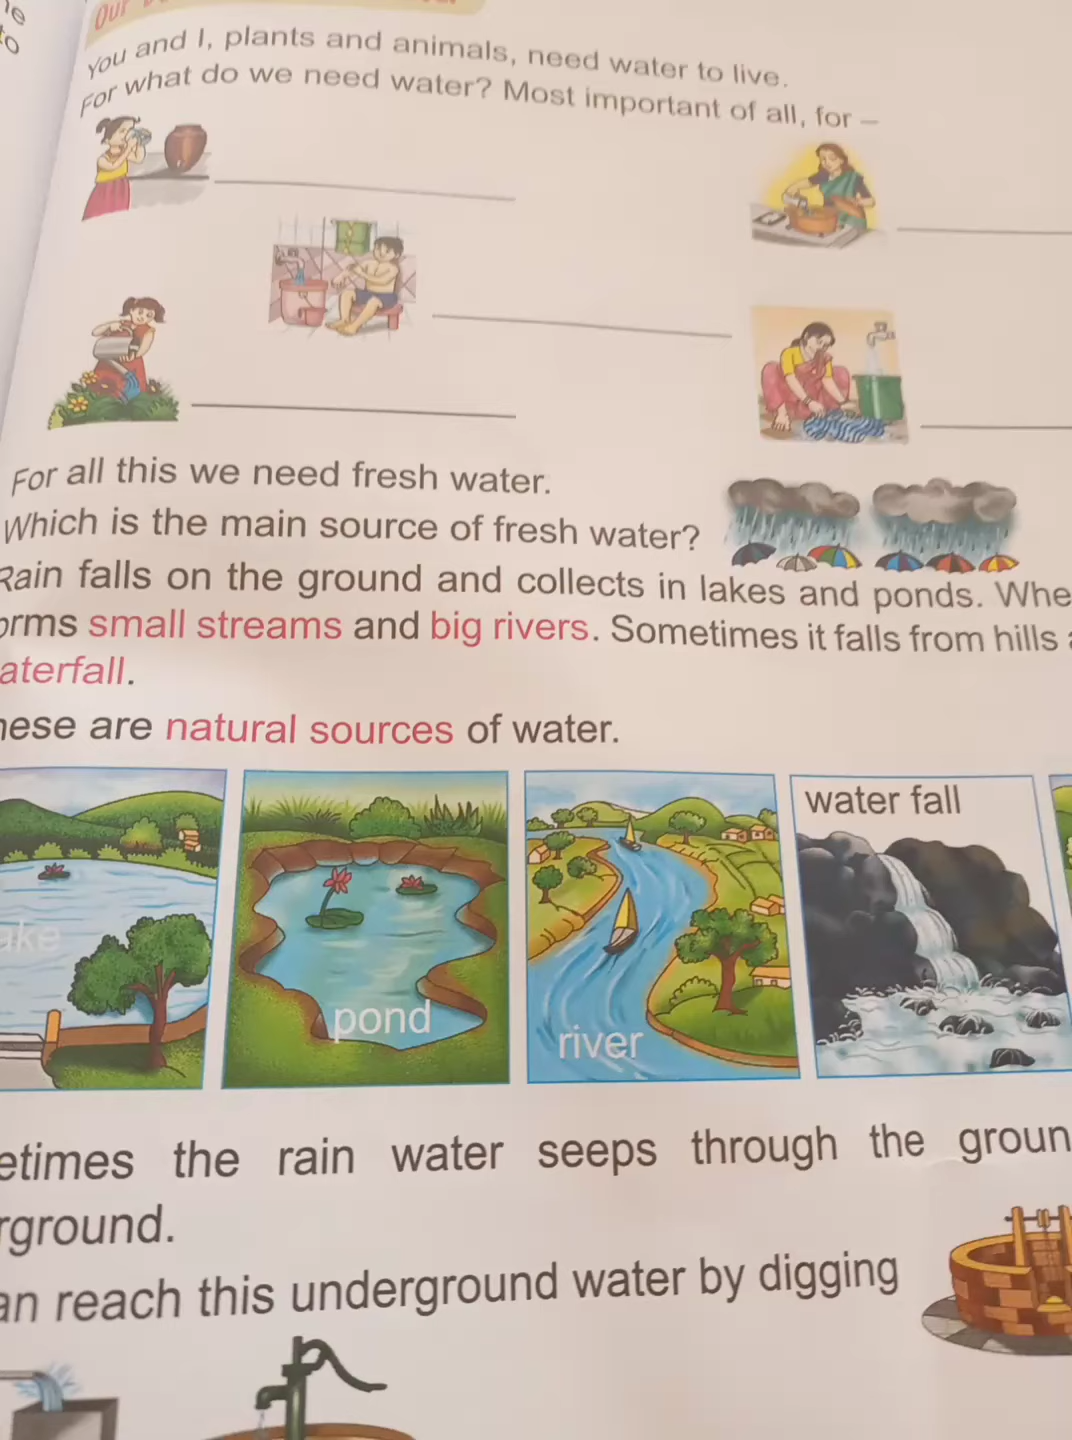 Our
You and I, plants and animals, need water to live.
For what do we need water? Most important of all, for –
For all this we need fresh water.
Which is the main source of fresh water?
Rain falls on the ground and collects in lakes and ponds. Whe
orms small streams and big rivers. Sometimes it falls from hills
aterfall.
hese are natural sources of water.
water fall
ake
pond
river
etimes the rain water seeps through the groun
rground.
an reach this underground water by digging